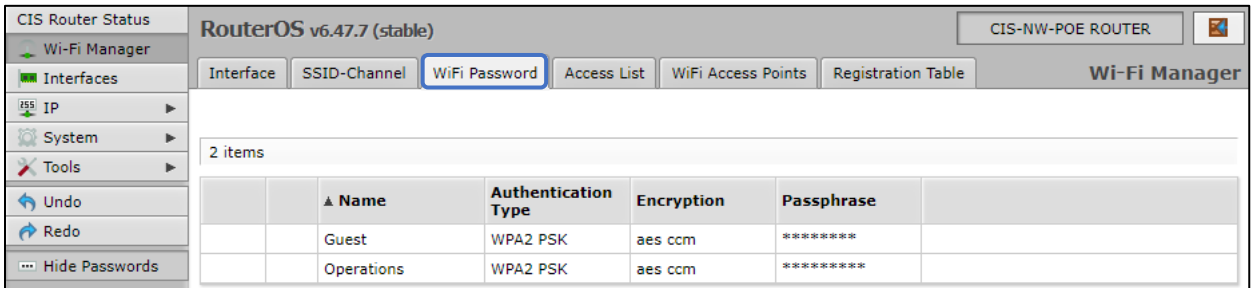 CIS Router Status
Wi-Fi Manager
Interfaces
IP
System
Tools
Undo
Redo
Hide Passwords
RouterOS v6.47.7 (stable)
CIS-NW-POE ROUTER
Interface SSID-Channel WiFi Password Access List WiFi Access Points Registration Table Wi-Fi Manager
2 items
▲ Name Authentication Type Encryption Passphrase
Guest WPA2 PSK aes ccm ********
Operations WPA2 PSK aes ccm *********